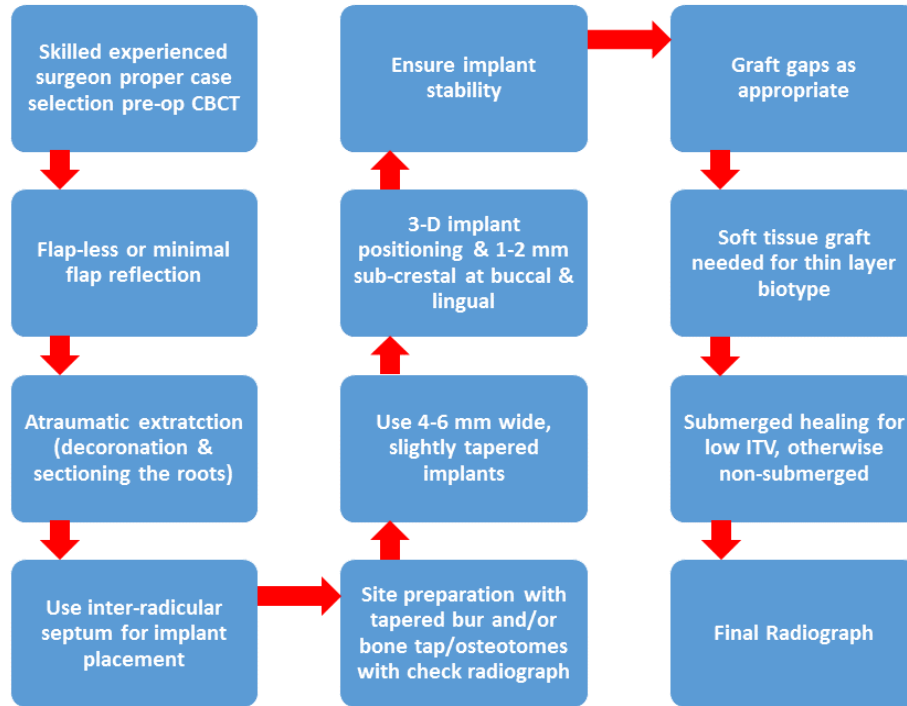 Skilled experienced
surgeon proper case
selection pre-op CBCT
Flap-less or minimal
flap reflection
Atraumatic extratction
(decoronation &
sectioning the roots)
Use inter-radicular
septum for implant
placement
Site preparation with
tapered bur and/or
bone tap/osteotomes
with check radiograph
Use 4-6 mm wide,
slightly tapered
implants
3-D implant
positioning & 1-2 mm
sub-crestal at buccal &
lingual
Ensure implant
stability
Graft gaps as
appropriate
Soft tissue graft
needed for thin layer
biotype
Submerged healing for
low ITV, otherwise
non-submerged
Final Radiograph